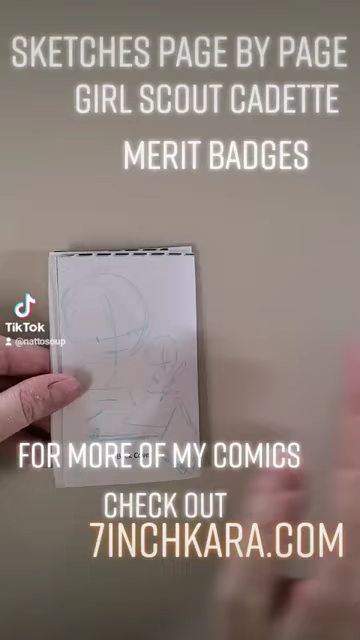 SKETCHES PAGE BY PAGE
GIRL SCOUT CADETTE
MERIT BADGES
TikTok
@nattosoup
FOR MORE OF MY COMICS
CHECK OUT
7INCHKARA.COM